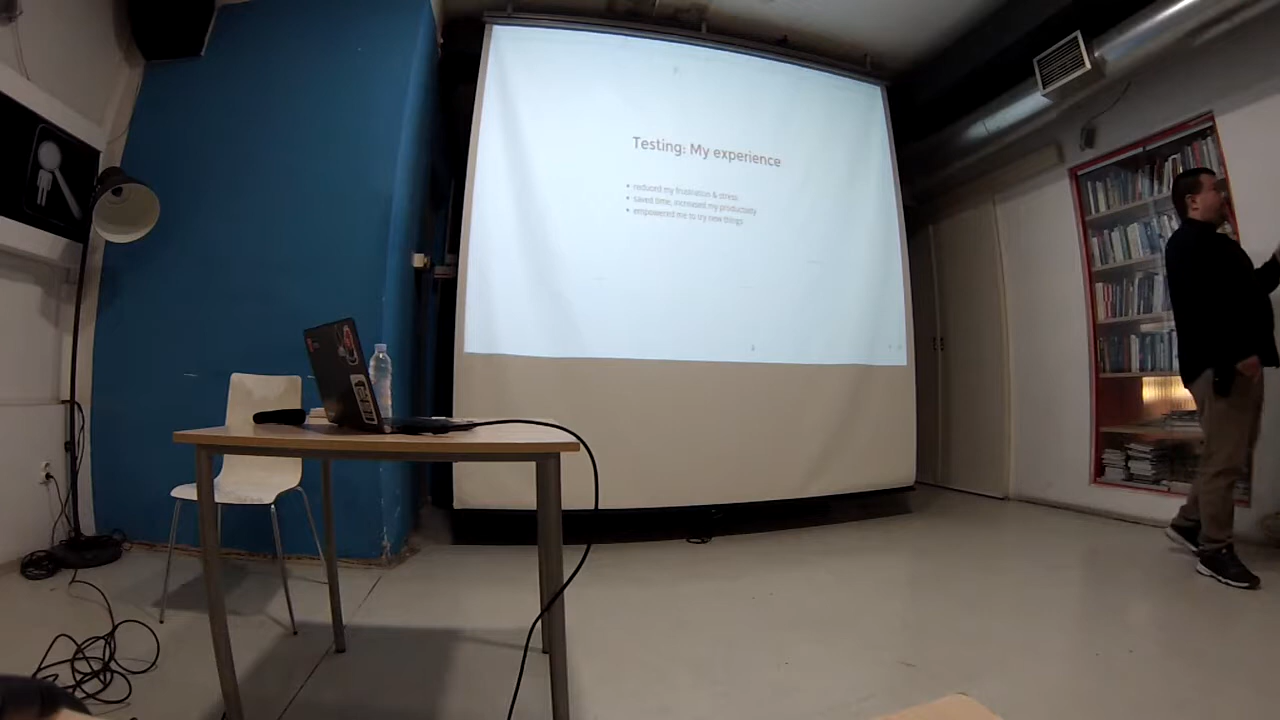 Testing: My experience
• reduced my frustration & stress
• saved time, increased my productivity
• empowered me to try new things